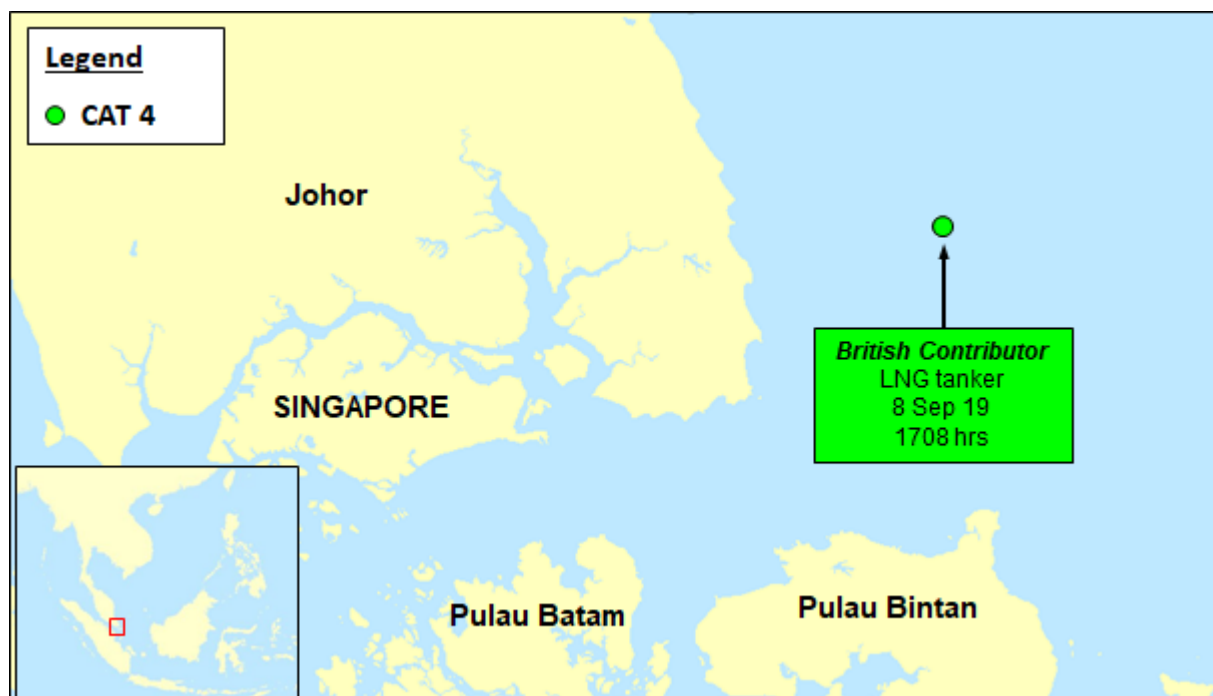 Legend
CAT 4
Johor
SINGAPORE
British Contributor
LNG tanker
8 Sep 19
1708 hrs
Pulau Batam
Pulau Bintan